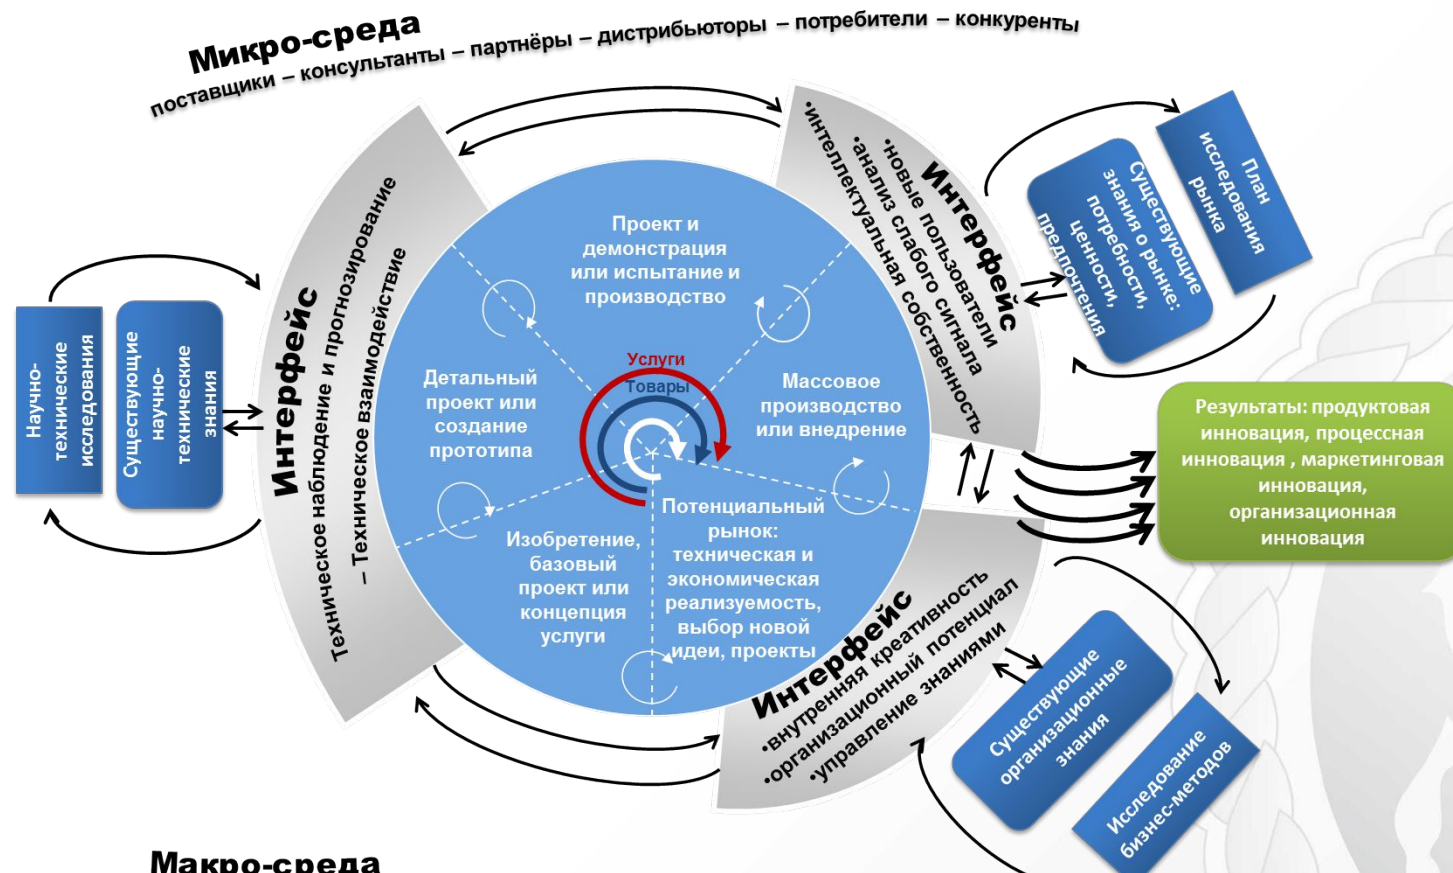 Микро-среда
поставщики – консультанты – партнёры – дистрибьюторы – потребители – конкуренты
Научно-
технические
исследования
Существующие
научно-
технические
знания
Интерфейс
Техническое наблюдение и прогнозирование
– Техническое взаимодействие
Проект и
демонстрация
или испытание и
производство
Детальный
проект или
создание
прототипа
Услуги
Товары
Массовое
производство
или внедрение
Изобретение,
базовый
проект или
концепция
услуги
Потенциальный
рынок:
техническая и
экономическая
реализуемость,
выбор новой
идеи, проекты
Интерфейс
•новые пользователи
•анализ слабого сигнала
•интеллектуальная собственность
Существующие
знания о рынке:
потребности,
ценности,
предпочтения
План
исследования
рынка
Результаты: продуктовая
инновация, процессная
инновация , маркетинговая
инновация,
организационная
инновация
Интерфейс
•внутренняя креативность
•организационный потенциал
•управление знаниями
Существующие
организационные
знания
Исследование
бизнес-методов
Макро-среда